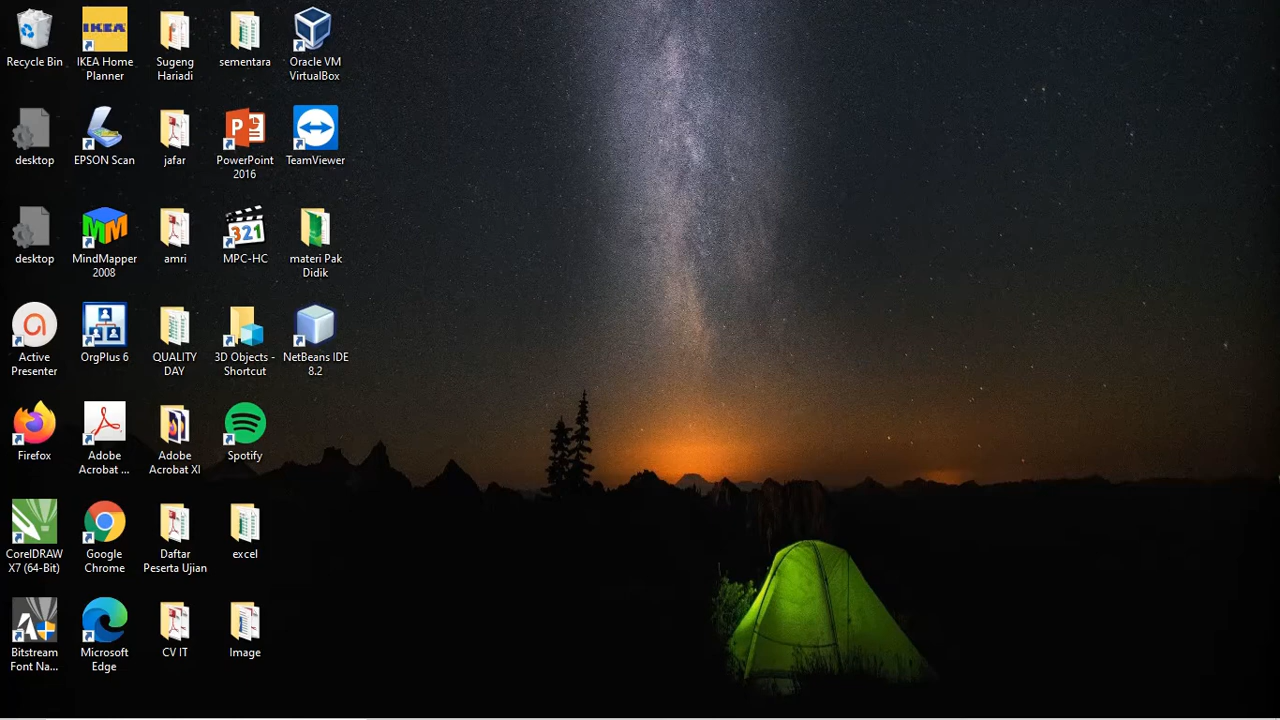 Recycle Bin
IKEA
IKEA Home
Planner
Sugeng
Hariadi
sementara
Oracle VM
VirtualBox
desktop
EPSON Scan
jafar
PowerPoint
2016
TeamViewer
desktop
MindMapper
2008
amri
321
MPC-HC
materi Pak
Didik
Active
Presenter
OrgPlus 6
QUALITY
DAY
3D Objects -
Shortcut
NetBeans IDE
8.2
Firefox
Adobe
Acrobat ...
Adobe
Acrobat XI
Spotify
CorelDRAW
X7 (64-Bit)
Google
Chrome
Daftar
Peserta Ujian
excel
Bitstream
Font Na...
Microsoft
Edge
CV IT
Image